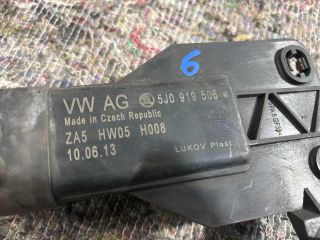 6
VW AG 5J0 919 506
Made in Czech Republic
ZA5 HW05 H008
10.06.13
LUKOV Plast